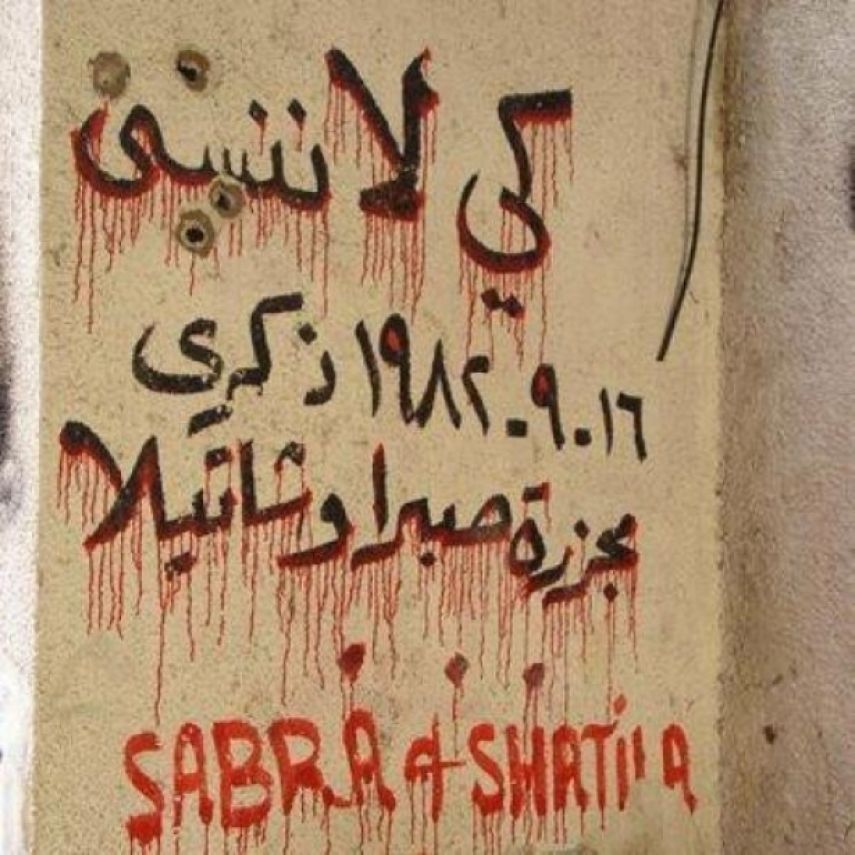 كي لا ننسى
١٦-٩-١٩٨٢ ذكرى
مجزرة صبرا وشاتيلا
SABRA & SHATILA